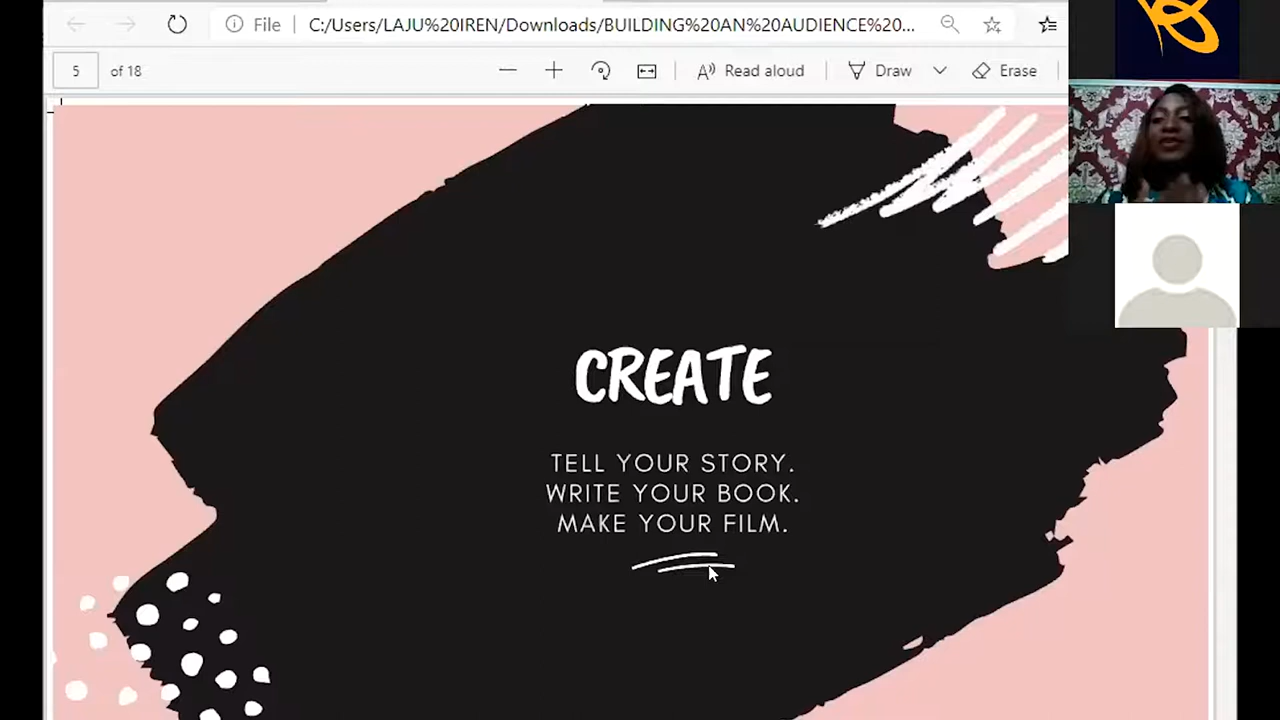 File C:/Users/LAJU%20IREN/Downloads/BUILDING%20AN%20AUDIENCE%20...
5 of 18 Read aloud Draw Erase
CREATE
TELL YOUR STORY.
WRITE YOUR BOOK.
MAKE YOUR FILM.